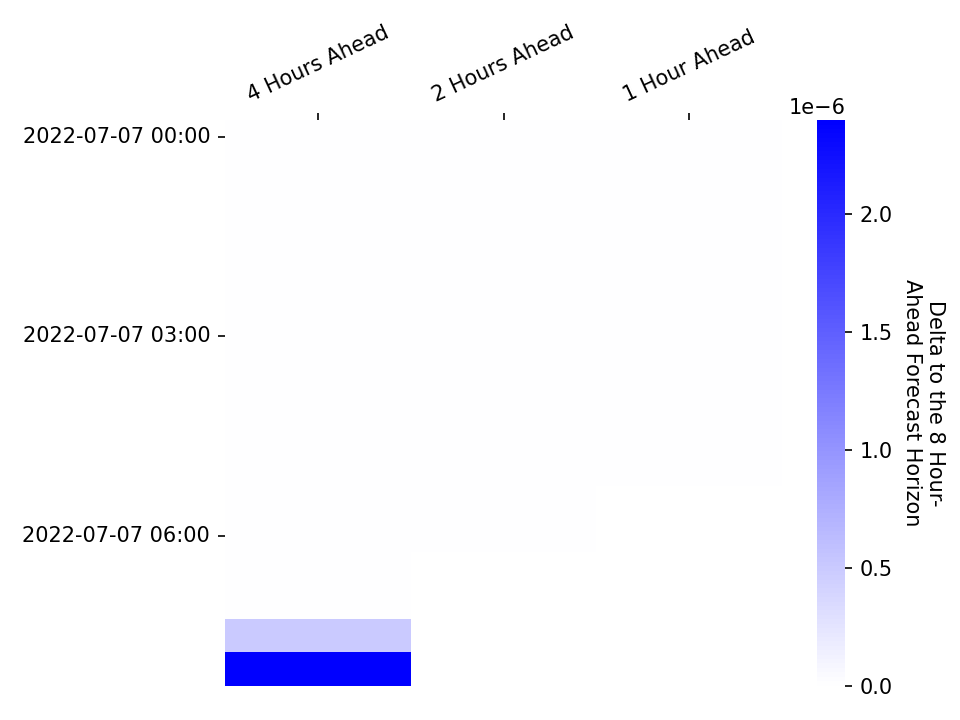 4 Hours Ahead
2 Hours Ahead
1 Hour Ahead
1e−6
2022-07-07 00:00
2022-07-07 03:00
2022-07-07 06:00
2.0
1.5
1.0
0.5
0.0
Delta to the 8 Hour-
Ahead Forecast Horizon